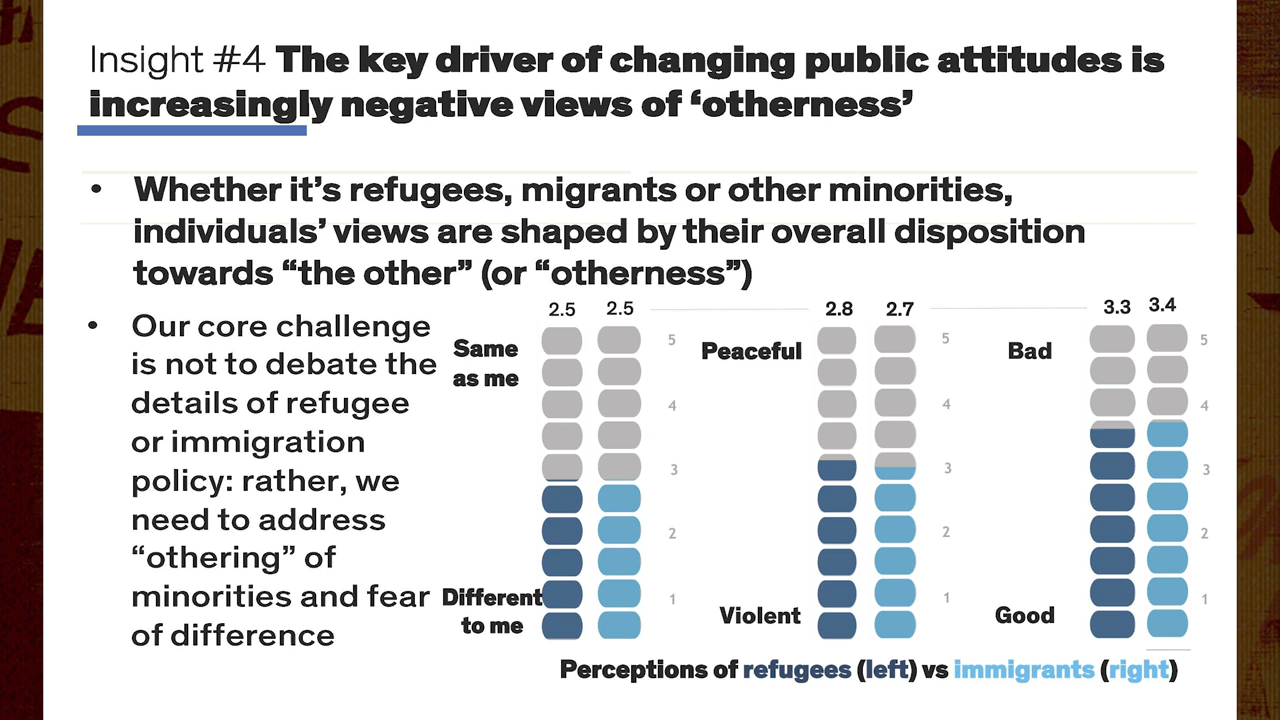 Insight #4 The key driver of changing public attitudes is
increasingly negative views of ‘otherness’
• Whether it’s refugees, migrants or other minorities,
individuals’ views are shaped by their overall disposition
towards “the other” (or “otherness”)
• Our core challenge
is not to debate the
details of refugee
or immigration
policy: rather, we
need to address
“othering” of
minorities and fear
of difference
2.5 2.5
Same
as me
Different
to me
5
4
3
2
1
2.8 2.7
Peaceful
Violent
5
4
3
2
1
3.3 3.4
Bad
Good
5
4
3
2
1
Perceptions of refugees (left) vs immigrants (right)